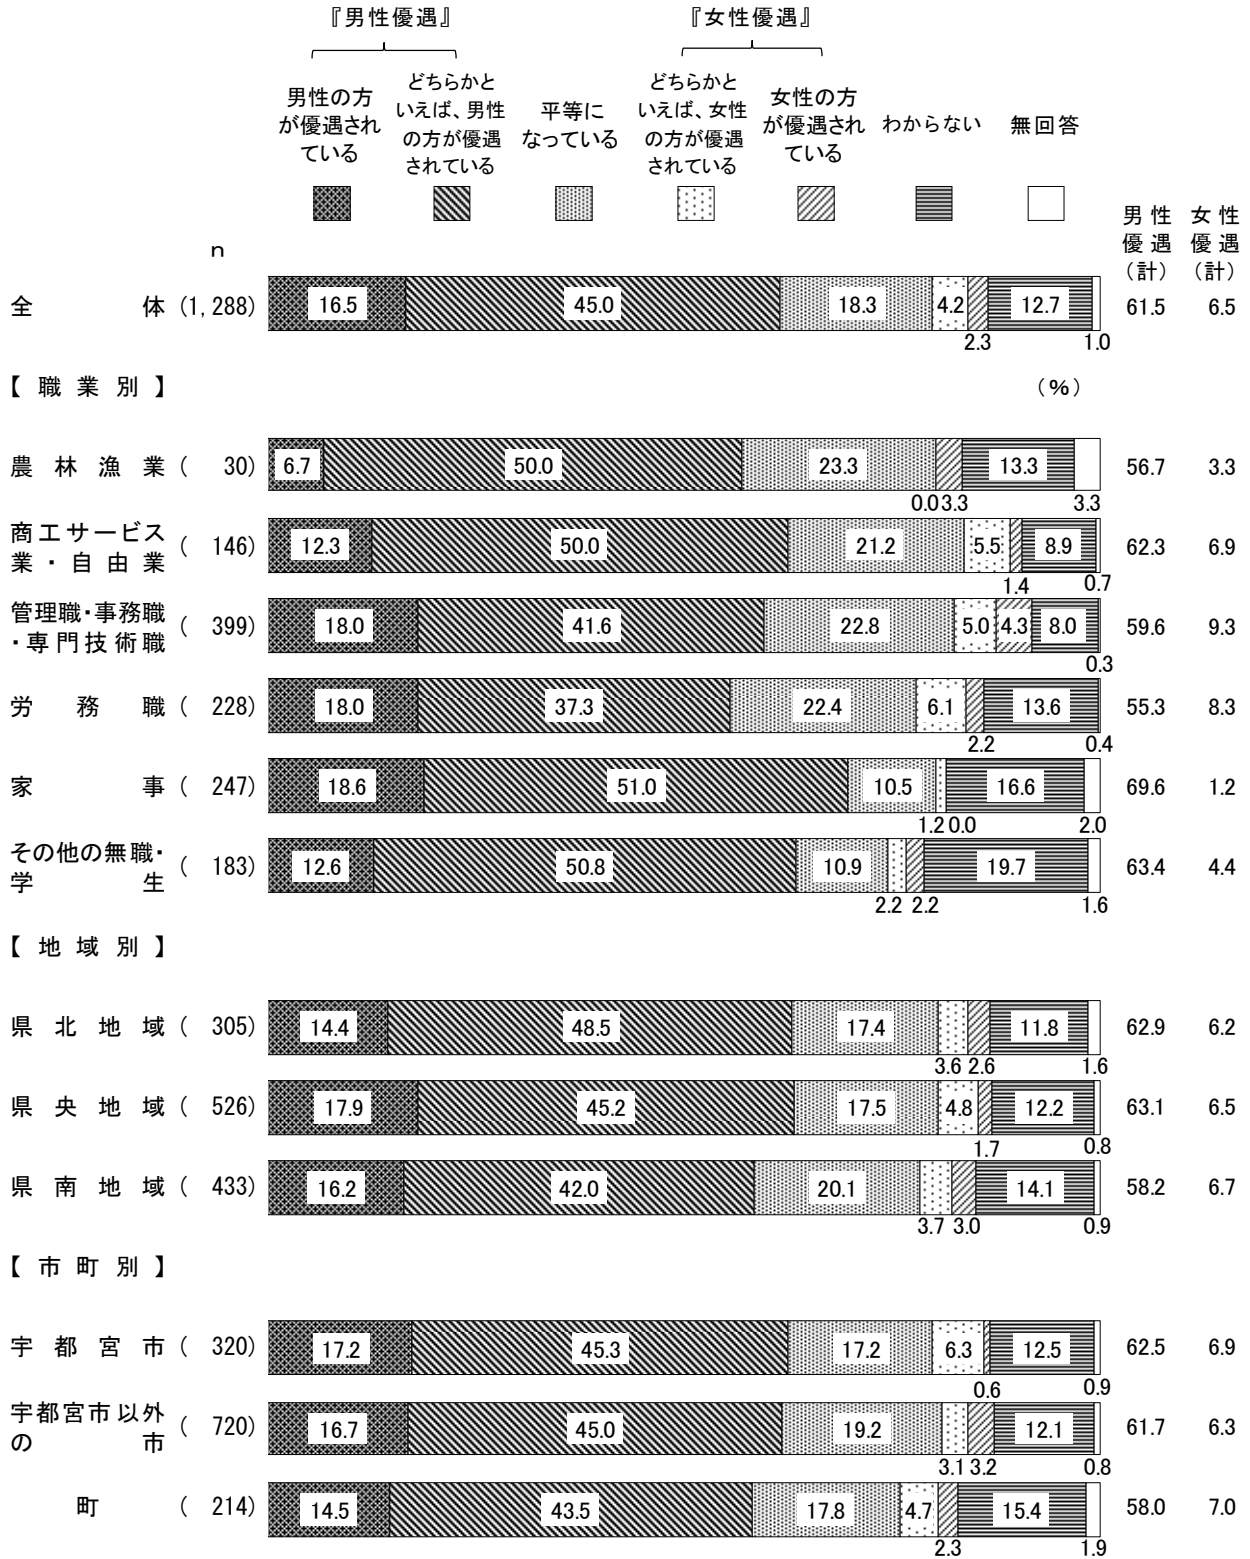 『男性優遇』 『女性優遇』
男性の方が優遇されている
どちらかといえば、男性の方が優遇されている
平等になっている
どちらかといえば、女性の方が優遇されている
女性の方が優遇されている
わからない
無回答
n
男性優遇(計)
女性優遇(計)
全体 (1,288) 16.5 45.0 18.3 4.2 12.7 61.5 6.5
2.3 1.0
【職業別】 (%)
農林漁業 ( 30) 6.7 50.0 23.3 13.3 56.7 3.3
0.0 3.3 3.3
商工サービス業・自由業 ( 146) 12.3 50.0 21.2 5.5 8.9 62.3 6.9
1.4 0.7
管理職・事務職・専門技術職 ( 399) 18.0 41.6 22.8 5.0 4.3 8.0 59.6 9.3
0.3
労務職 ( 228) 18.0 37.3 22.4 6.1 13.6 55.3 8.3
2.2 0.4
家事 ( 247) 18.6 51.0 10.5 16.6 69.6 1.2
1.2 0.0 2.0
その他の無職・学生 ( 183) 12.6 50.8 10.9 19.7 63.4 4.4
2.2 2.2 1.6
【地域別】
県北地域 ( 305) 14.4 48.5 17.4 11.8 62.9 6.2
3.6 2.6 1.6
県央地域 ( 526) 17.9 45.2 17.5 4.8 12.2 63.1 6.5
1.7 0.8
県南地域 ( 433) 16.2 42.0 20.1 14.1 58.2 6.7
3.7 3.0 0.9
【市町別】
宇都宮市 ( 320) 17.2 45.3 17.2 6.3 12.5 62.5 6.9
0.6 0.9
宇都宮市以外の市 ( 720) 16.7 45.0 19.2 12.1 61.7 6.3
3.1 3.2 0.8
町 ( 214) 14.5 43.5 17.8 4.7 15.4 58.0 7.0
2.3 1.9